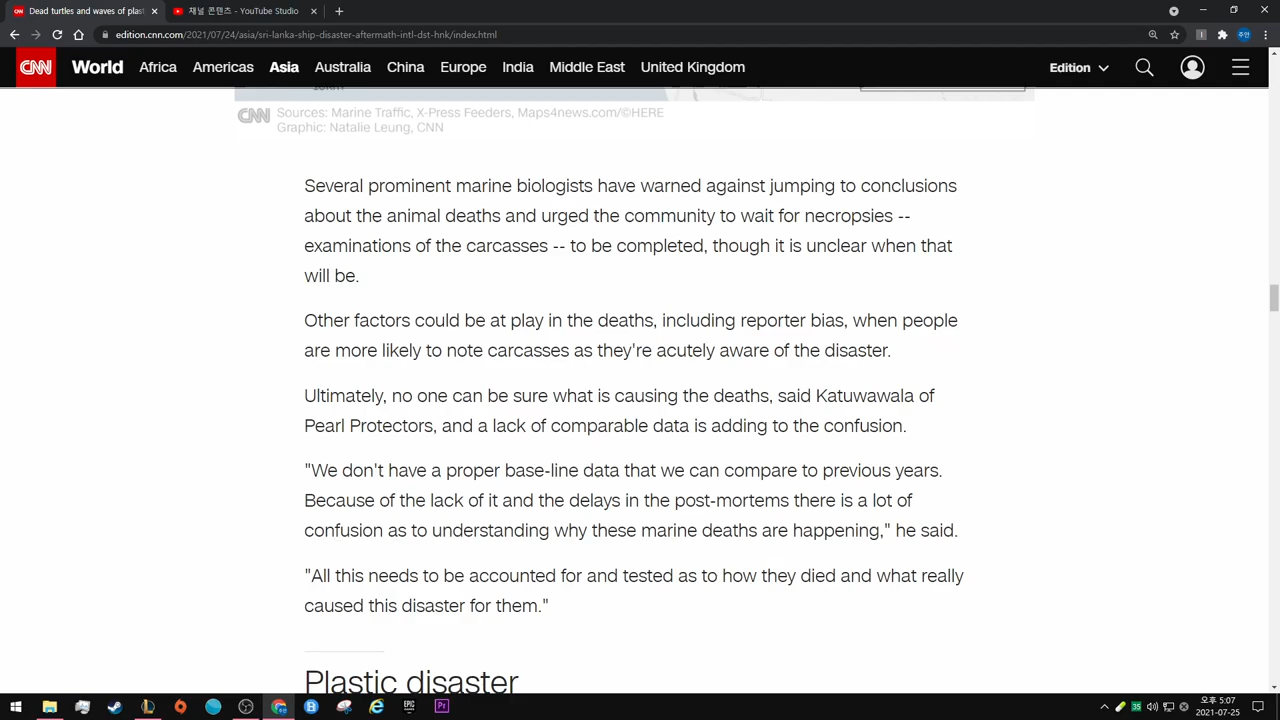 Dead turtles and waves of plast
채널 콘텐츠 - YouTube Studio
edition.cnn.com/2021/07/24/asia/sri-lanka-ship-disaster-aftermath-intl-dst-hnk/index.html
CNN World Africa Americas Asia Australia China Europe India Middle East United Kingdom Edition
CNN Sources: Marine Traffic, X-Press Feeders, Maps4news.com/©HERE
Graphic: Natalie Leung, CNN
Several prominent marine biologists have warned against jumping to conclusions
about the animal deaths and urged the community to wait for necropsies --
examinations of the carcasses -- to be completed, though it is unclear when that
will be.
Other factors could be at play in the deaths, including reporter bias, when people
are more likely to note carcasses as they're acutely aware of the disaster.
Ultimately, no one can be sure what is causing the deaths, said Katuwawala of
Pearl Protectors, and a lack of comparable data is adding to the confusion.
"We don't have a proper base-line data that we can compare to previous years.
Because of the lack of it and the delays in the post-mortems there is a lot of
confusion as to understanding why these marine deaths are happening," he said.
"All this needs to be accounted for and tested as to how they died and what really
caused this disaster for them."
Plastic disaster
EPIC
Pr
35
오후 5:07
2021-07-25